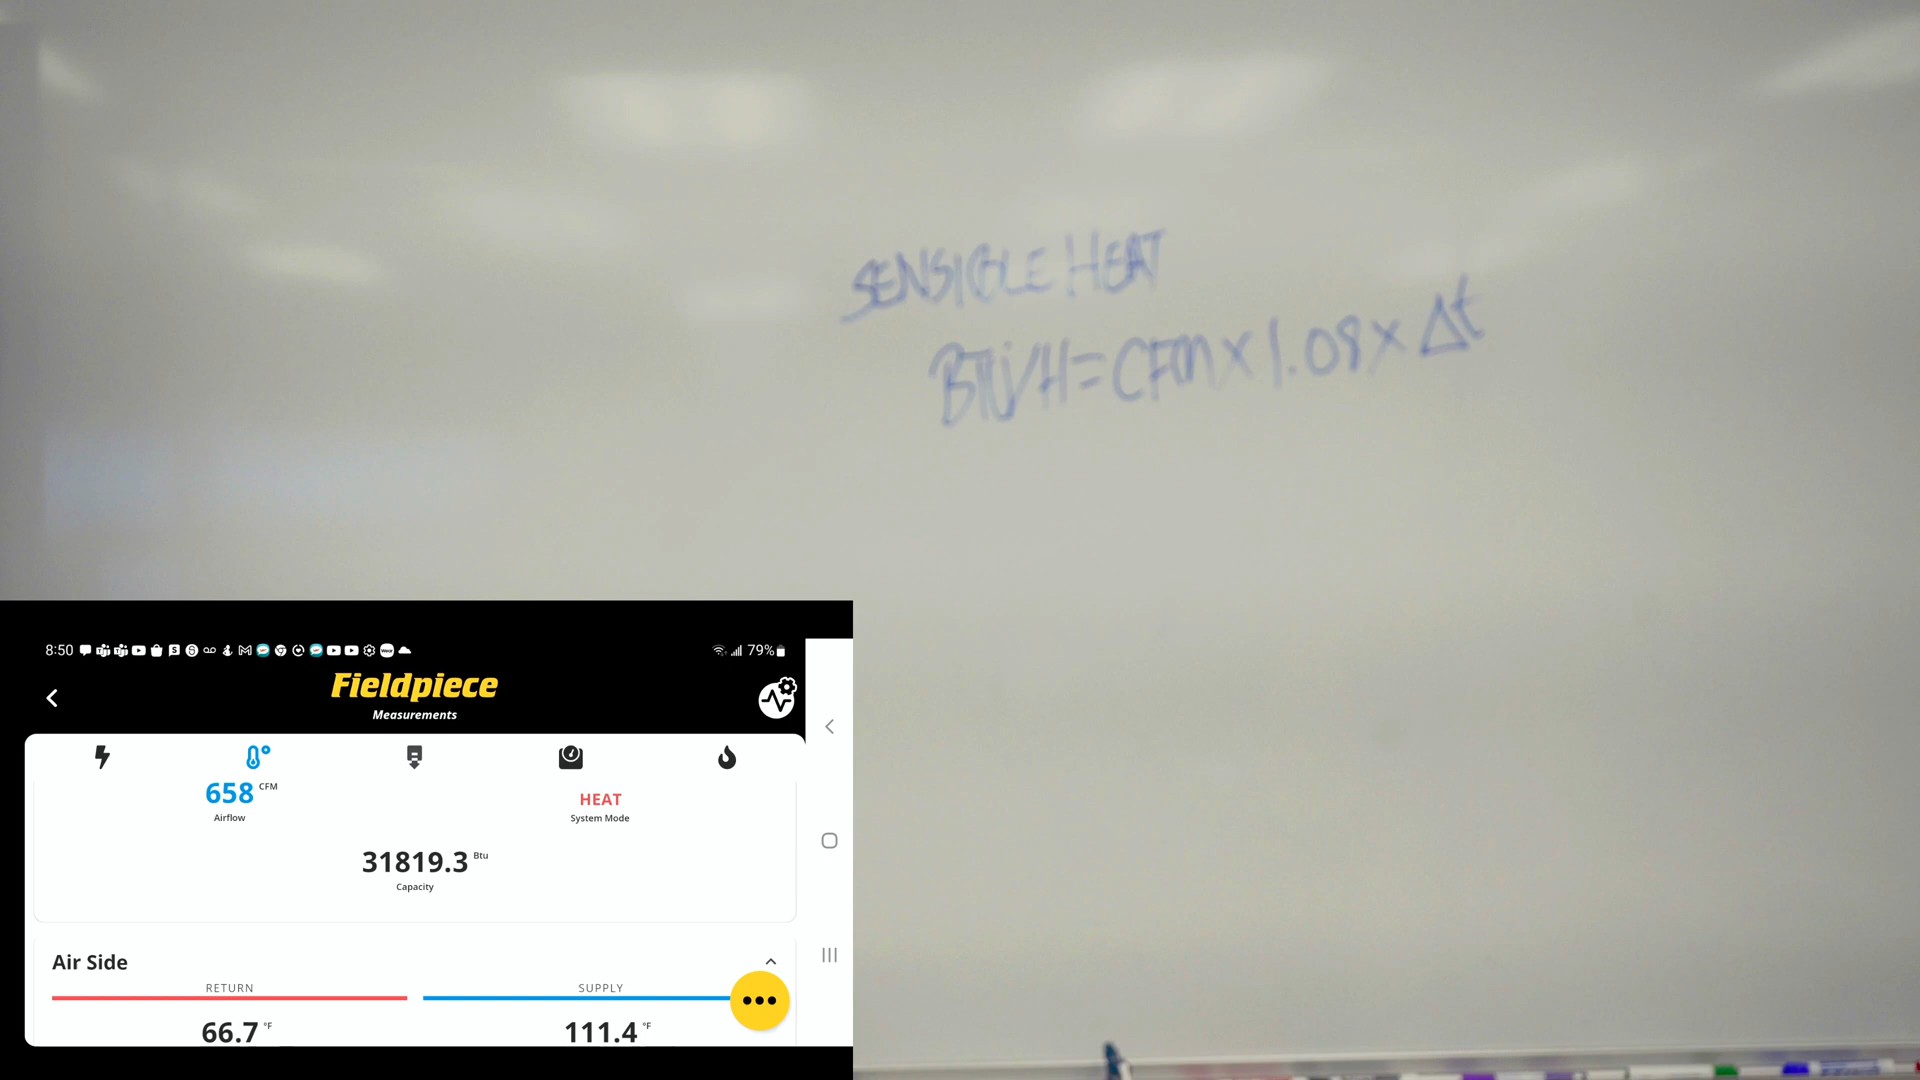 SENSIBLE HEAT
BTU/H=CFM X 1.08 X Δt
8:50
79%
Fieldpiece
Measurements
658 CFM
Airflow
HEAT
System Mode
31819.3 Btu
Capacity
Air Side
RETURN
SUPPLY
66.7 °F
111.4 °F